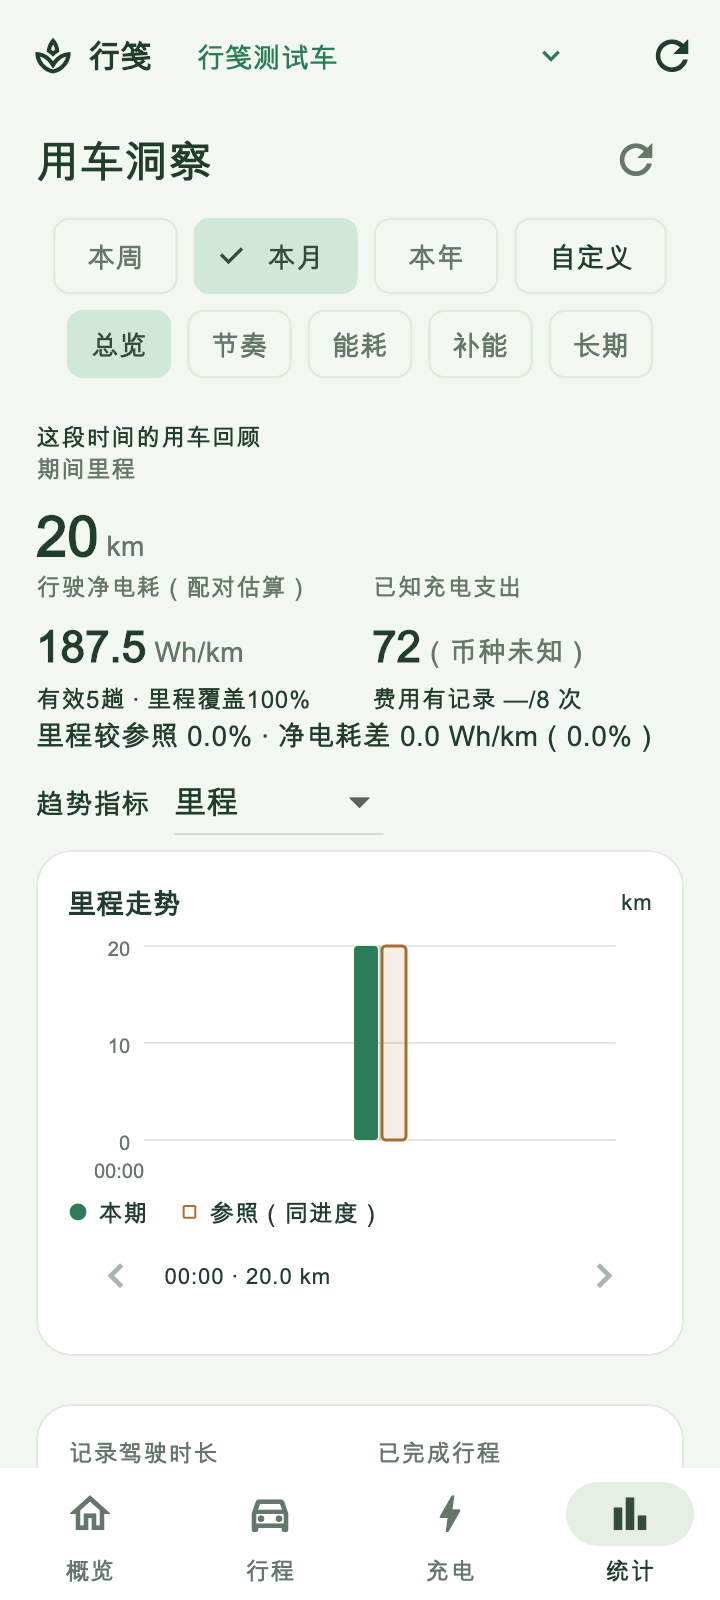 行笺 行笺测试车
用车洞察
本周 本月 本年 自定义
总览 节奏 能耗 补能 长期
这段时间的用车回顾
期间里程
20 km
行驶净电耗（配对估算） 已知充电支出
187.5 Wh/km 72（币种未知）
有效5趟 · 里程覆盖100% 费用有记录 —/8 次
里程较参照 0.0% · 净电耗差 0.0 Wh/km（0.0%）
趋势指标 里程
里程走势 km
20
10
0
00:00
本期 参照（同进度）
00:00 · 20.0 km
记录驾驶时长 已完成行程
概览 行程 充电 统计